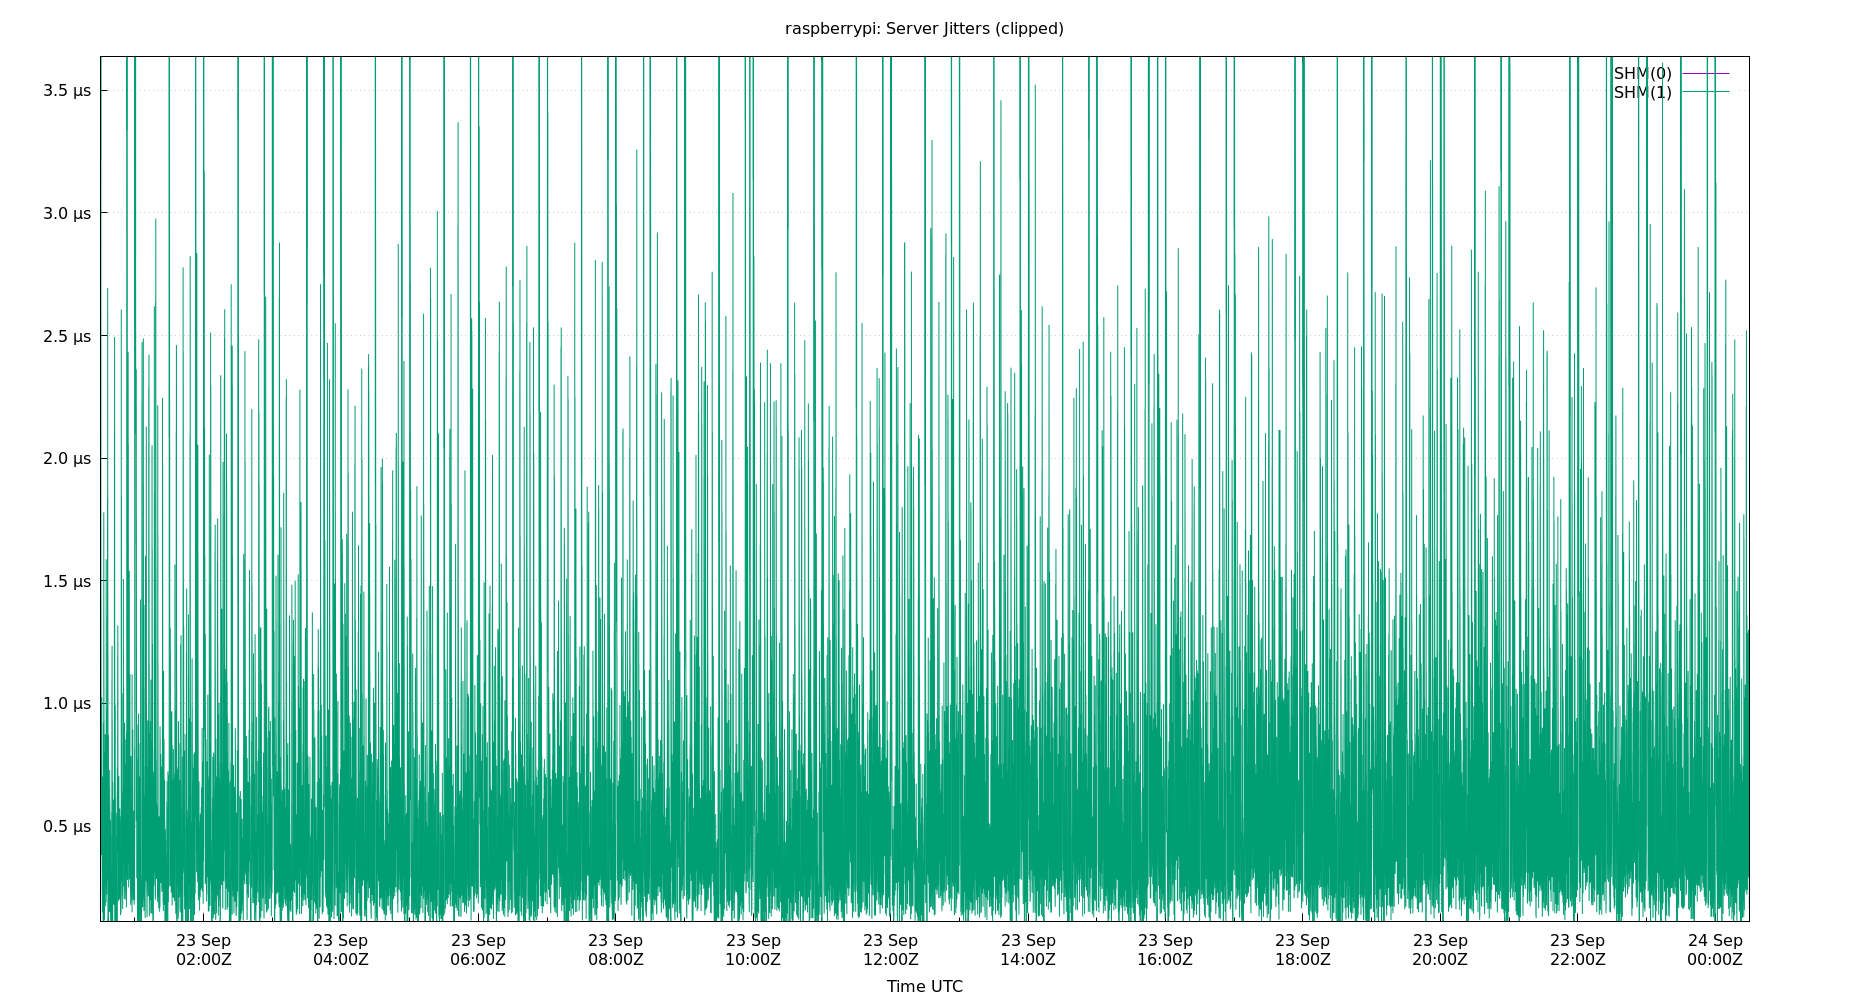 raspberrypi: Server Jitters (clipped)
SHM(0)
SHM(1)
3.5 µs
3.0 µs
2.5 µs
2.0 µs
1.5 µs
1.0 µs
0.5 µs
23 Sep 23 Sep 23 Sep 23 Sep 23 Sep 23 Sep 23 Sep 23 Sep 23 Sep 23 Sep 23 Sep 24 Sep
02:00Z 04:00Z 06:00Z 08:00Z 10:00Z 12:00Z 14:00Z 16:00Z 18:00Z 20:00Z 22:00Z 00:00Z
Time UTC